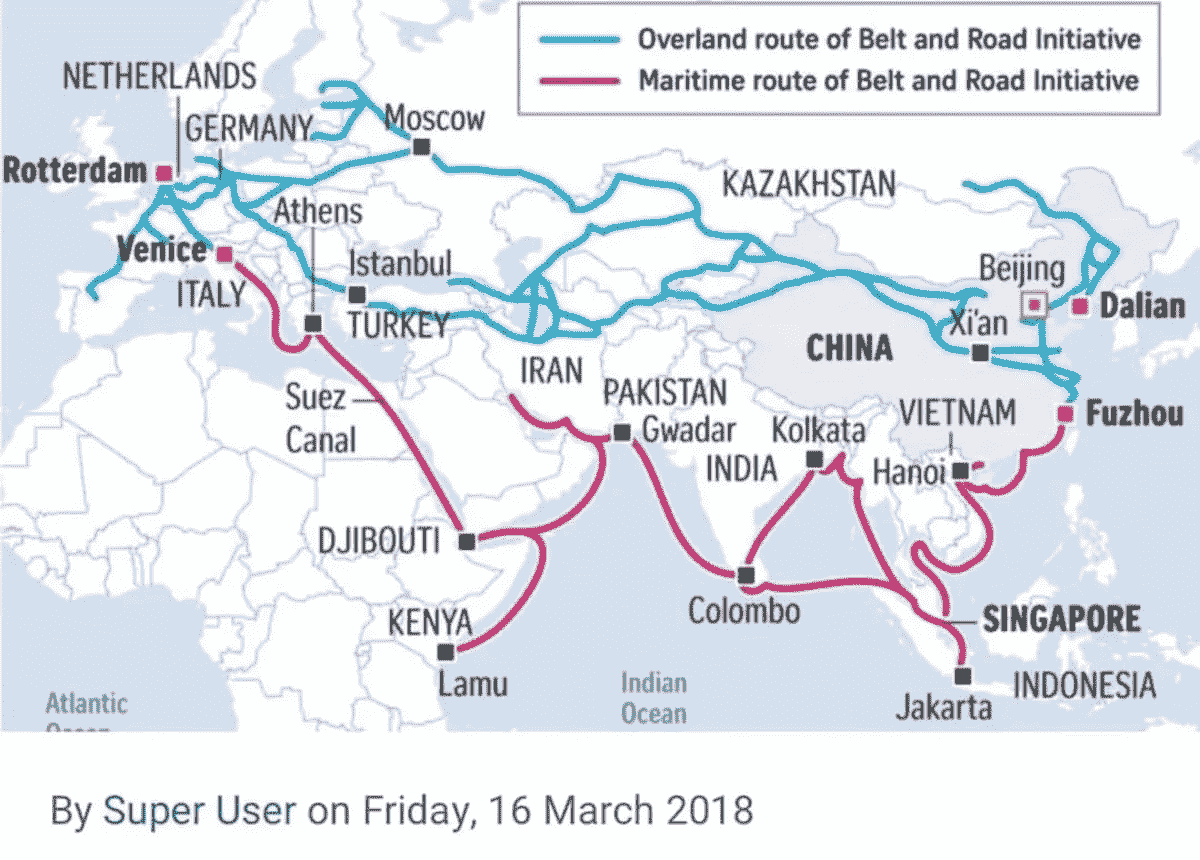 Overland route of Belt and Road Initiative
Maritime route of Belt and Road Initiative
NETHERLANDS
GERMANY
Moscow
Rotterdam
KAZAKHSTAN
Athens
Venice
Istanbul
Beijing
ITALY
Dalian
TURKEY
Xi'an
CHINA
IRAN
PAKISTAN
Suez
Canal
VIETNAM
Fuzhou
Gwadar
Kolkata
INDIA
Hanoi
DJIBOUTI
Colombo
KENYA
SINGAPORE
Lamu
Indian
Ocean
INDONESIA
Atlantic
Ocean
Jakarta
By Super User on Friday, 16 March 2018